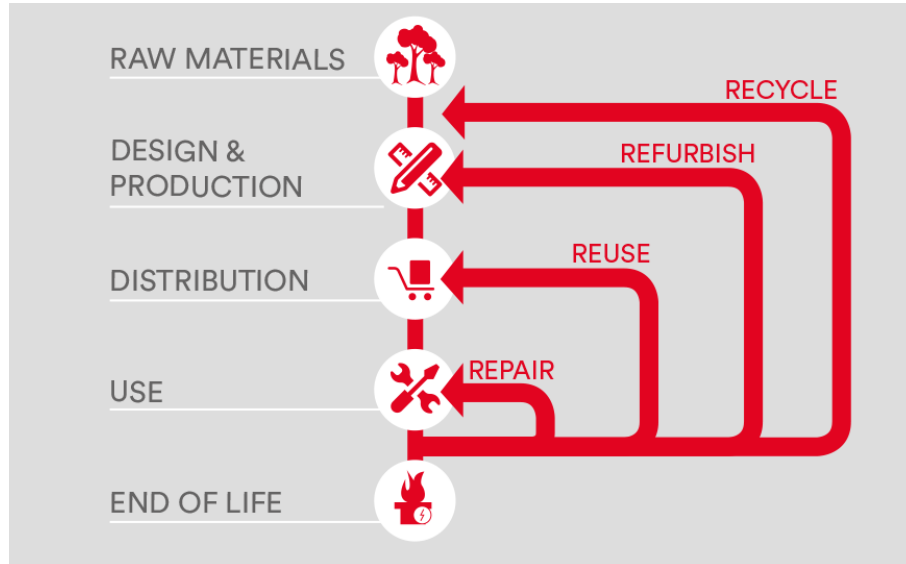 RAW MATERIALS
RECYCLE
DESIGN &
PRODUCTION
REFURBISH
DISTRIBUTION
REUSE
USE
REPAIR
END OF LIFE